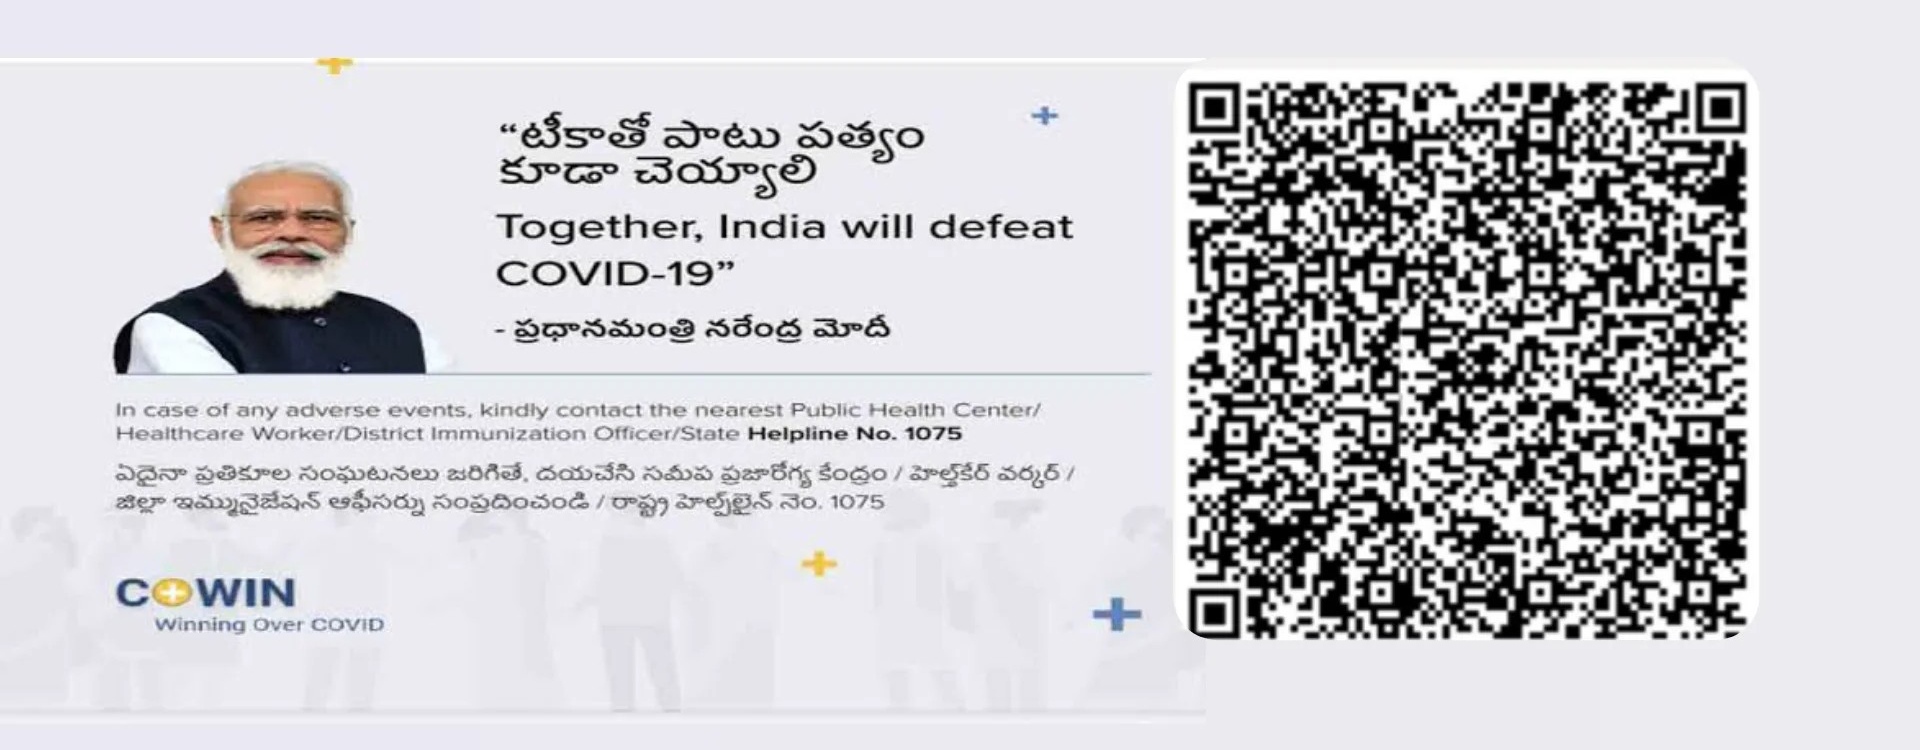 “టీకాతో పాటు పత్యం
కూడా చెయ్యాలి
Together, India will defeat
COVID-19”
- ప్రధానమంత్రి నరేంద్ర మోదీ
In case of any adverse events, kindly contact the nearest Public Health Center/
Healthcare Worker/District Immunization Officer/State Helpline No. 1075
ఏదైనా ప్రతికూల సంఘటనలు జరిగితే, దయచేసి సమీప ప్రజారోగ్య కేంద్రం / హెల్త్‌కేర్ వర్కర్ /
జిల్లా ఇమ్మునైజేషన్ ఆఫీసర్ను సంప్రదించండి / రాష్ట్ర హెల్ప్‌లైన్ నెం. 1075
COWIN
Winning Over COVID